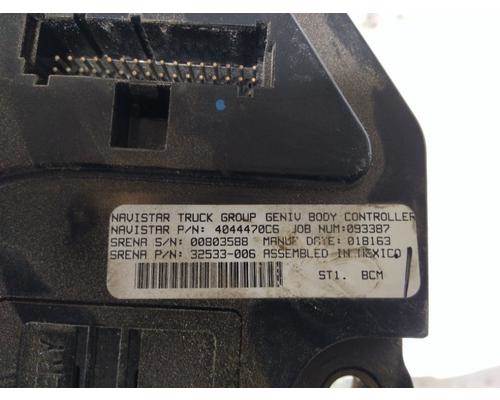 NAVISTAR TRUCK GROUP GENIV BODY CONTROLLER
NAVISTAR P/N: 4044470C6 JOB NUM:093387
SRENA S/N: 00803588 MANUF DATE: 018163
SRENA P/N: 32533-006 ASSEMBLED IN MEXICO
ST1. BCM